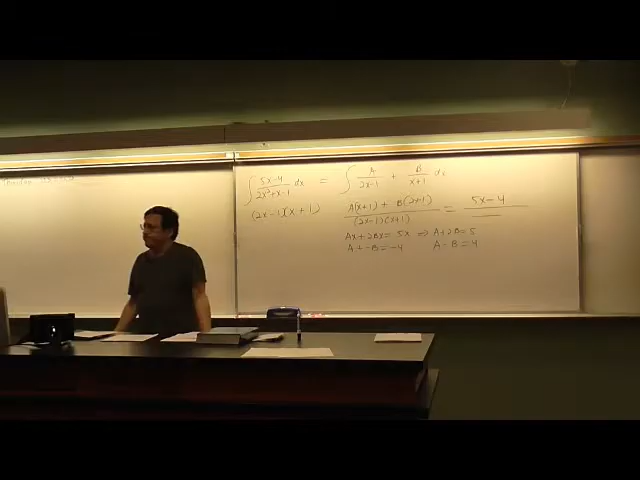 ∫ 5x-4 / 2x²+x-1 dx = ∫ A / 2x-1 + B / x+1 dx
(2x-1)(x+1)
A(x+1) + B(2x-1) / (2x-1)(x+1) = 5x-4
Ax+2Bx = 5x ⇒ A+2B=5
A+-B=-4 A-B=4